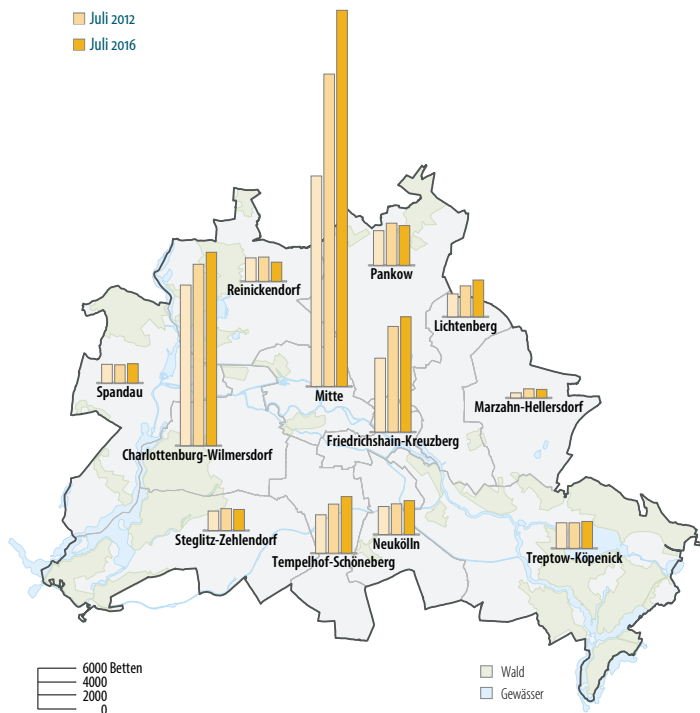 Juli 2012
Juli 2016
Pankow
Reinickendorf
Lichtenberg
Spandau
Mitte
Marzahn-Hellersdorf
Friedrichshain-Kreuzberg
Charlottenburg-Wilmersdorf
Steglitz-Zehlendorf
Neukölln
Tempelhof-Schöneberg
Treptow-Köpenick
6000 Betten
4000
2000
0
Wald
Gewässer